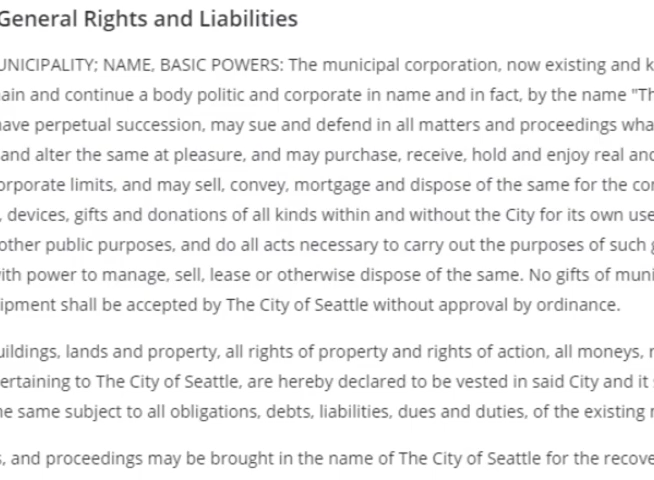 General Rights and Liabilities
UNICIPALITY; NAME, BASIC POWERS: The municipal corporation, now existing and k
ain and continue a body politic and corporate in name and in fact, by the name "Th
have perpetual succession, may sue and defend in all matters and proceedings wha
and alter the same at pleasure, and may purchase, receive, hold and enjoy real and
orporate limits, and may sell, convey, mortgage and dispose of the same for the co
, devices, gifts and donations of all kinds within and without the City for its own use
other public purposes, and do all acts necessary to carry out the purposes of such g
with power to manage, sell, lease or otherwise dispose of the same. No gifts of muni
ipment shall be accepted by The City of Seattle without approval by ordinance.
uildings, lands and property, all rights of property and rights of action, all moneys, r
ertaining to The City of Seattle, are hereby declared to be vested in said City and it s
he same subject to all obligations, debts, liabilities, dues and duties, of the existing
s, and proceedings may be brought in the name of The City of Seattle for the recove